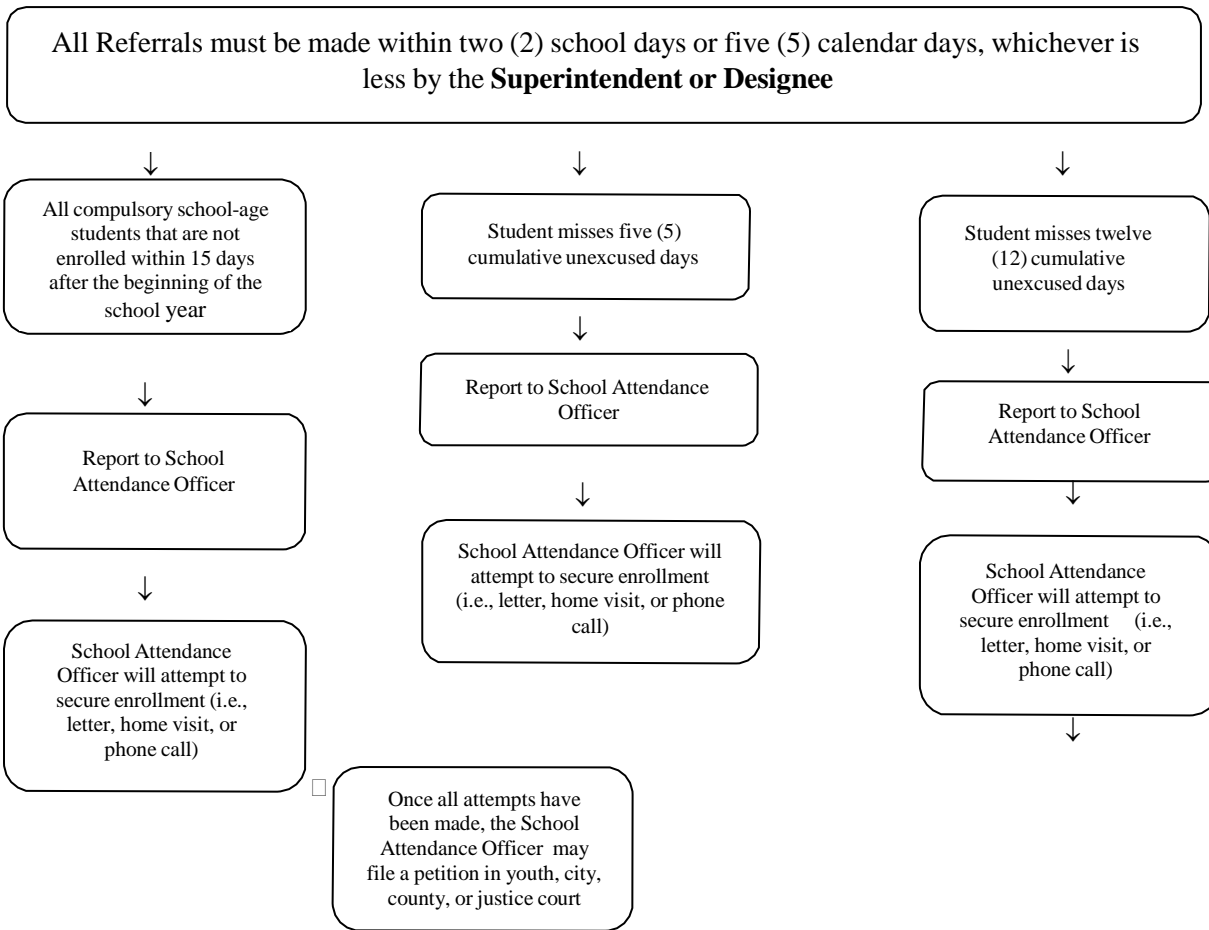 All Referrals must be made within two (2) school days or five (5) calendar days, whichever is
less by the Superintendent or Designee
↓
↓
↓
All compulsory school-age
students that are not
enrolled within 15 days
after the beginning of the
school year
Student misses five (5)
cumulative unexcused days
Student misses twelve
(12) cumulative
unexcused days
↓
↓
↓
Report to School
Attendance Officer
Report to School Attendance
Officer
Report to School
Attendance Officer
↓
↓
↓
School Attendance
Officer will attempt to
secure enrollment (i.e.,
letter, home visit, or
phone call)
School Attendance Officer will
attempt to secure enrollment
(i.e., letter, home visit, or phone
call)
School Attendance
Officer will attempt to
secure enrollment (i.e.,
letter, home visit, or
phone call)
↓
Once all attempts have
been made, the School
Attendance Officer may
file a petition in youth, city,
county, or justice court